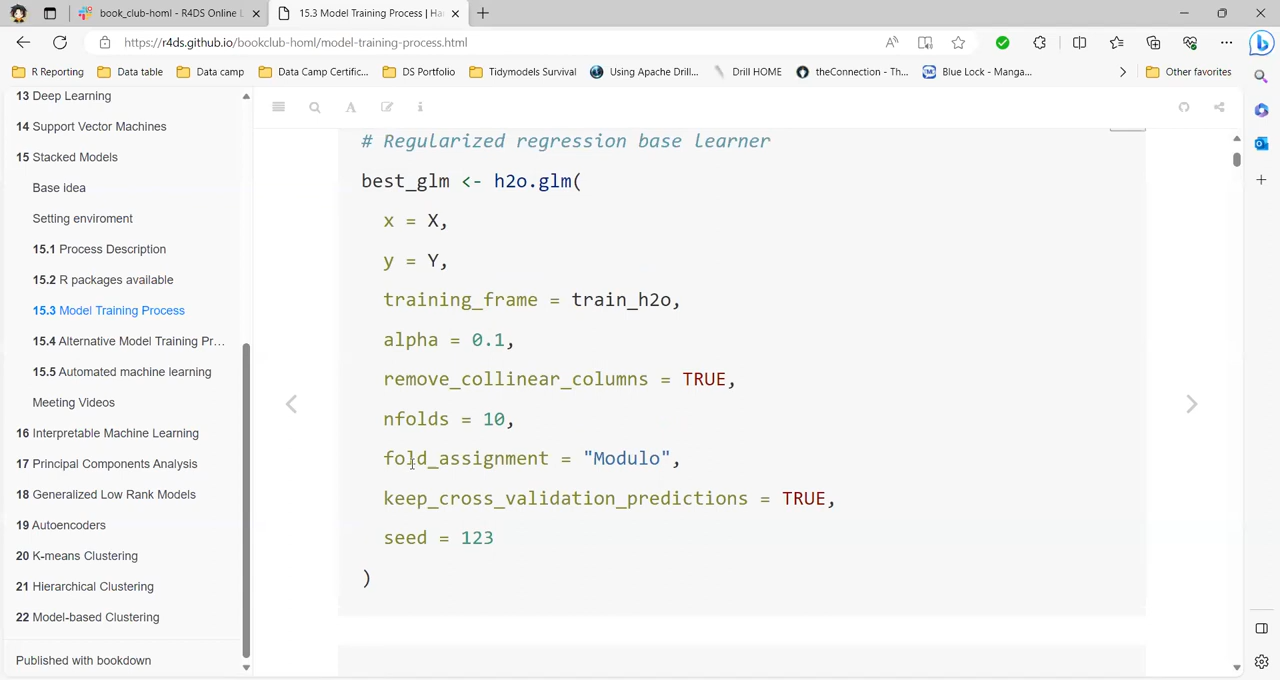 book_club-homl - R4DS Online L
15.3 Model Training Process | Ha
https://r4ds.github.io/bookclub-homl/model-training-process.html
R Reporting
Data table
Data camp
Data Camp Certific...
DS Portfolio
Tidymodels Survival
Using Apache Drill...
Drill HOME
theConnection - Th...
Blue Lock - Manga...
Other favorites
13 Deep Learning
14 Support Vector Machines
15 Stacked Models
Base idea
Setting enviroment
15.1 Process Description
15.2 R packages available
15.3 Model Training Process
15.4 Alternative Model Training Pr...
15.5 Automated machine learning
Meeting Videos
16 Interpretable Machine Learning
17 Principal Components Analysis
18 Generalized Low Rank Models
19 Autoencoders
20 K-means Clustering
21 Hierarchical Clustering
22 Model-based Clustering
Published with bookdown
# Regularized regression base learner
best_glm <- h2o.glm(
x = X,
y = Y,
training_frame = train_h2o,
alpha = 0.1,
remove_collinear_columns = TRUE,
nfolds = 10,
fold_assignment = "Modulo",
keep_cross_validation_predictions = TRUE,
seed = 123
)